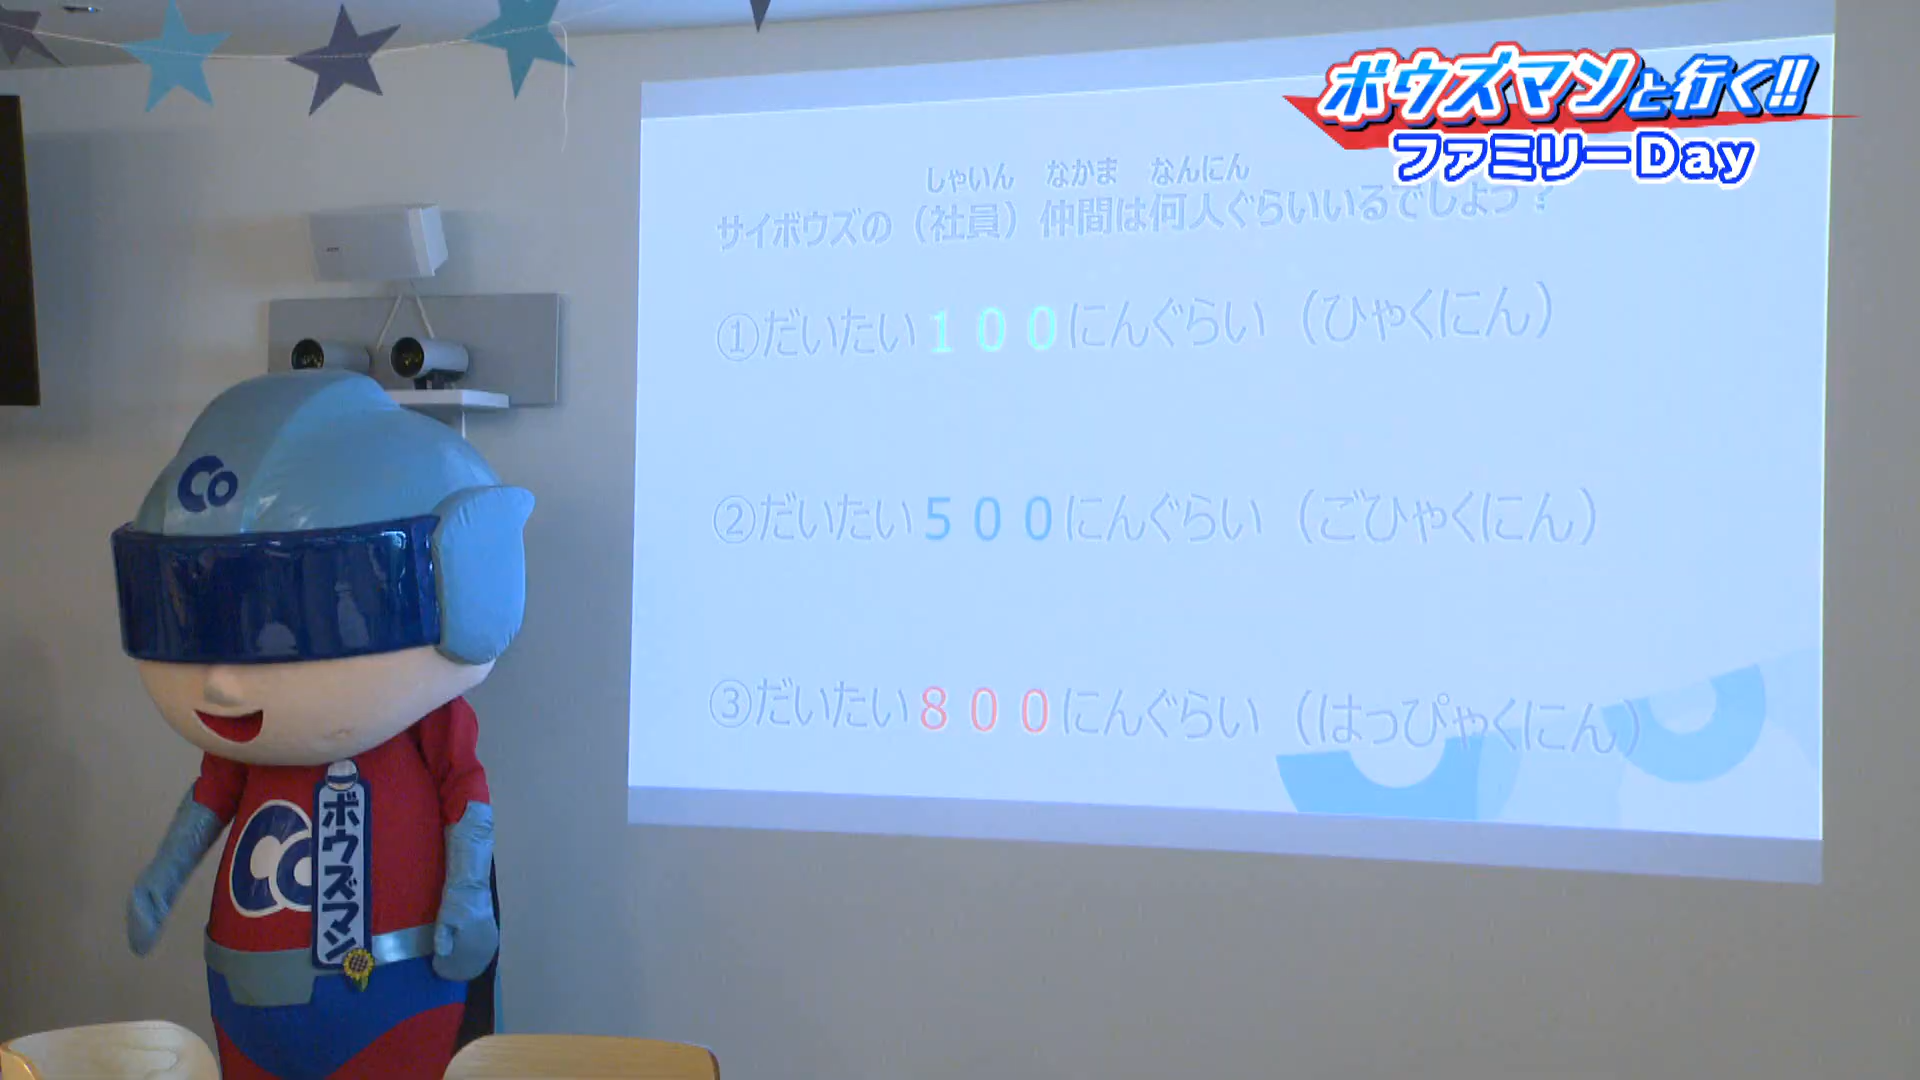 ボウズマンと行く!!
ファミリーDay
しゃいん なかま なんにん
サイボウズの（社員）仲間は何人ぐらいいるでしょう？
①だいたい１００にんぐらい（ひゃくにん）
②だいたい５００にんぐらい（ごひゃくにん）
③だいたい８００にんぐらい（はっぴゃくにん）
Co
Co
ボウズマン